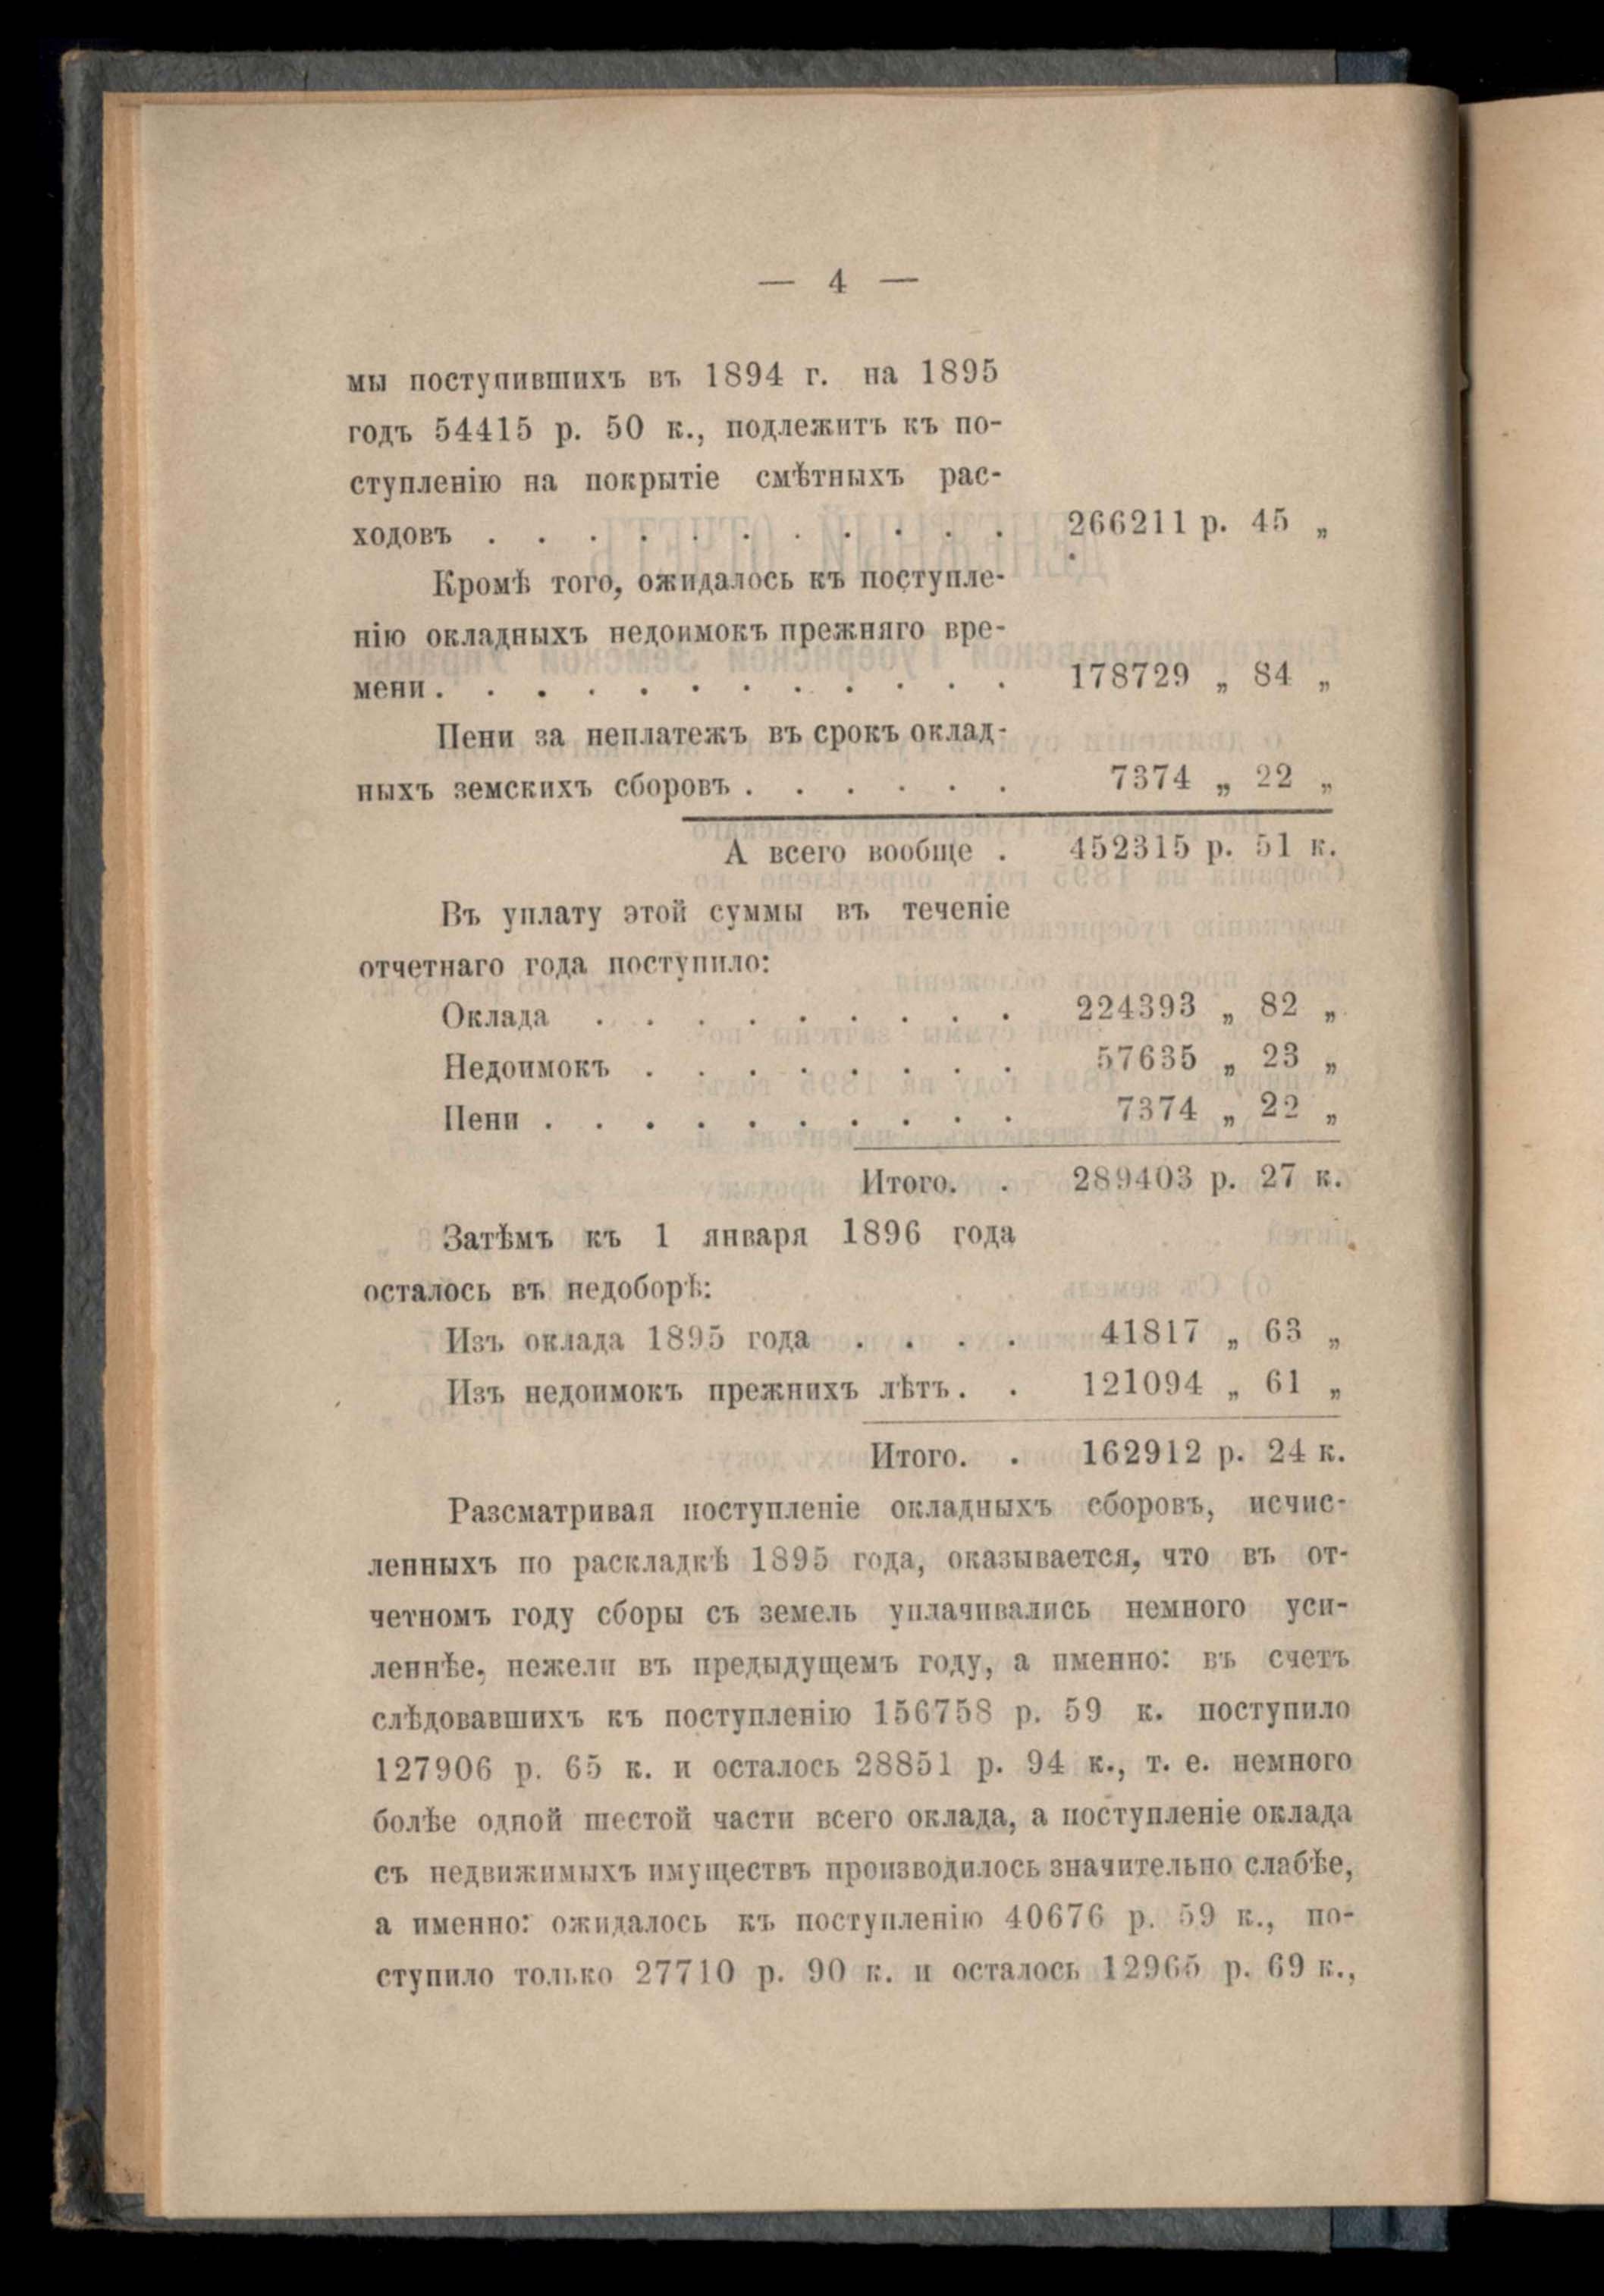 — 4 —
мы поступившихъ въ 1894 г. на 1895
годъ 54415 р. 50 к., подлежитъ къ по-
ступленію на покрытіе смѣтныхъ рас-
ходовъ . . . . . . . . . . . 266211 р. 45 „
Кромѣ того, ожидалось къ поступле-
нію окладныхъ недоимокъ прежняго вре-
мени . . . . . . . . . . . . 178729 „ 84 „
Пени за неплатежъ въ срокъ оклад-
ныхъ земскихъ сборовъ . . . . . . 7374 „ 22 „
А всего вообще . 452315 р. 51 к.
Въ уплату этой суммы въ теченіе
отчетнаго года поступило:
Оклада . . . . . . . . . 224393 „ 82 „
Недоимокъ . . . . . . . . 57635 „ 23 „
Пени . . . . . . . . . . 7374 „ 22 „
Итого. . 289403 р. 27 к.
Затѣмъ къ 1 января 1896 года
осталось въ недоборѣ:
Изъ оклада 1895 года . . . . 41817 „ 63 „
Изъ недоимокъ прежнихъ лѣтъ. . 121094 „ 61 „
Итого. . 162912 р. 24 к.
Разсматривая поступленіе окладныхъ сборовъ, исчис-
ленныхъ по раскладкѣ 1895 года, оказывается, что въ от-
четномъ году сборы съ земель уплачивались немного уси-
леннѣе, нежели въ предыдущемъ году, а именно: въ счетъ
слѣдовавшихъ къ поступленію 156758 р. 59 к. поступило
127906 р. 65 к. и осталось 28851 р. 94 к., т. е. немного
болѣе одной шестой части всего оклада, а поступленіе оклада
съ недвижимыхъ имуществъ производилось значительно слабѣе,
а именно: ожидалось къ поступленію 40676 р. 59 к., по-
ступило только 27710 р. 90 к. и осталось 12965 р. 69 к.,